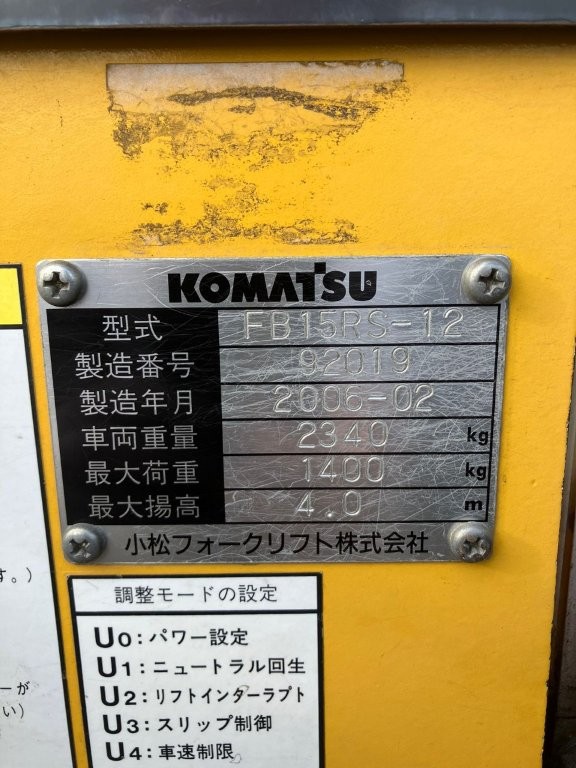 KOMATSU
型式 FB15RS-12
製造番号 92019
製造年月 2006-02
車両重量 2340 kg
最大荷重 1400 kg
最大揚高 4.0 m
小松フォークリフト株式会社
す。)
ーが
い)
調整モードの設定
U0:パワー設定
U1:ニュートラル回生
U2:リフトインターラプト
U3:スリップ制御
U4:車速制限